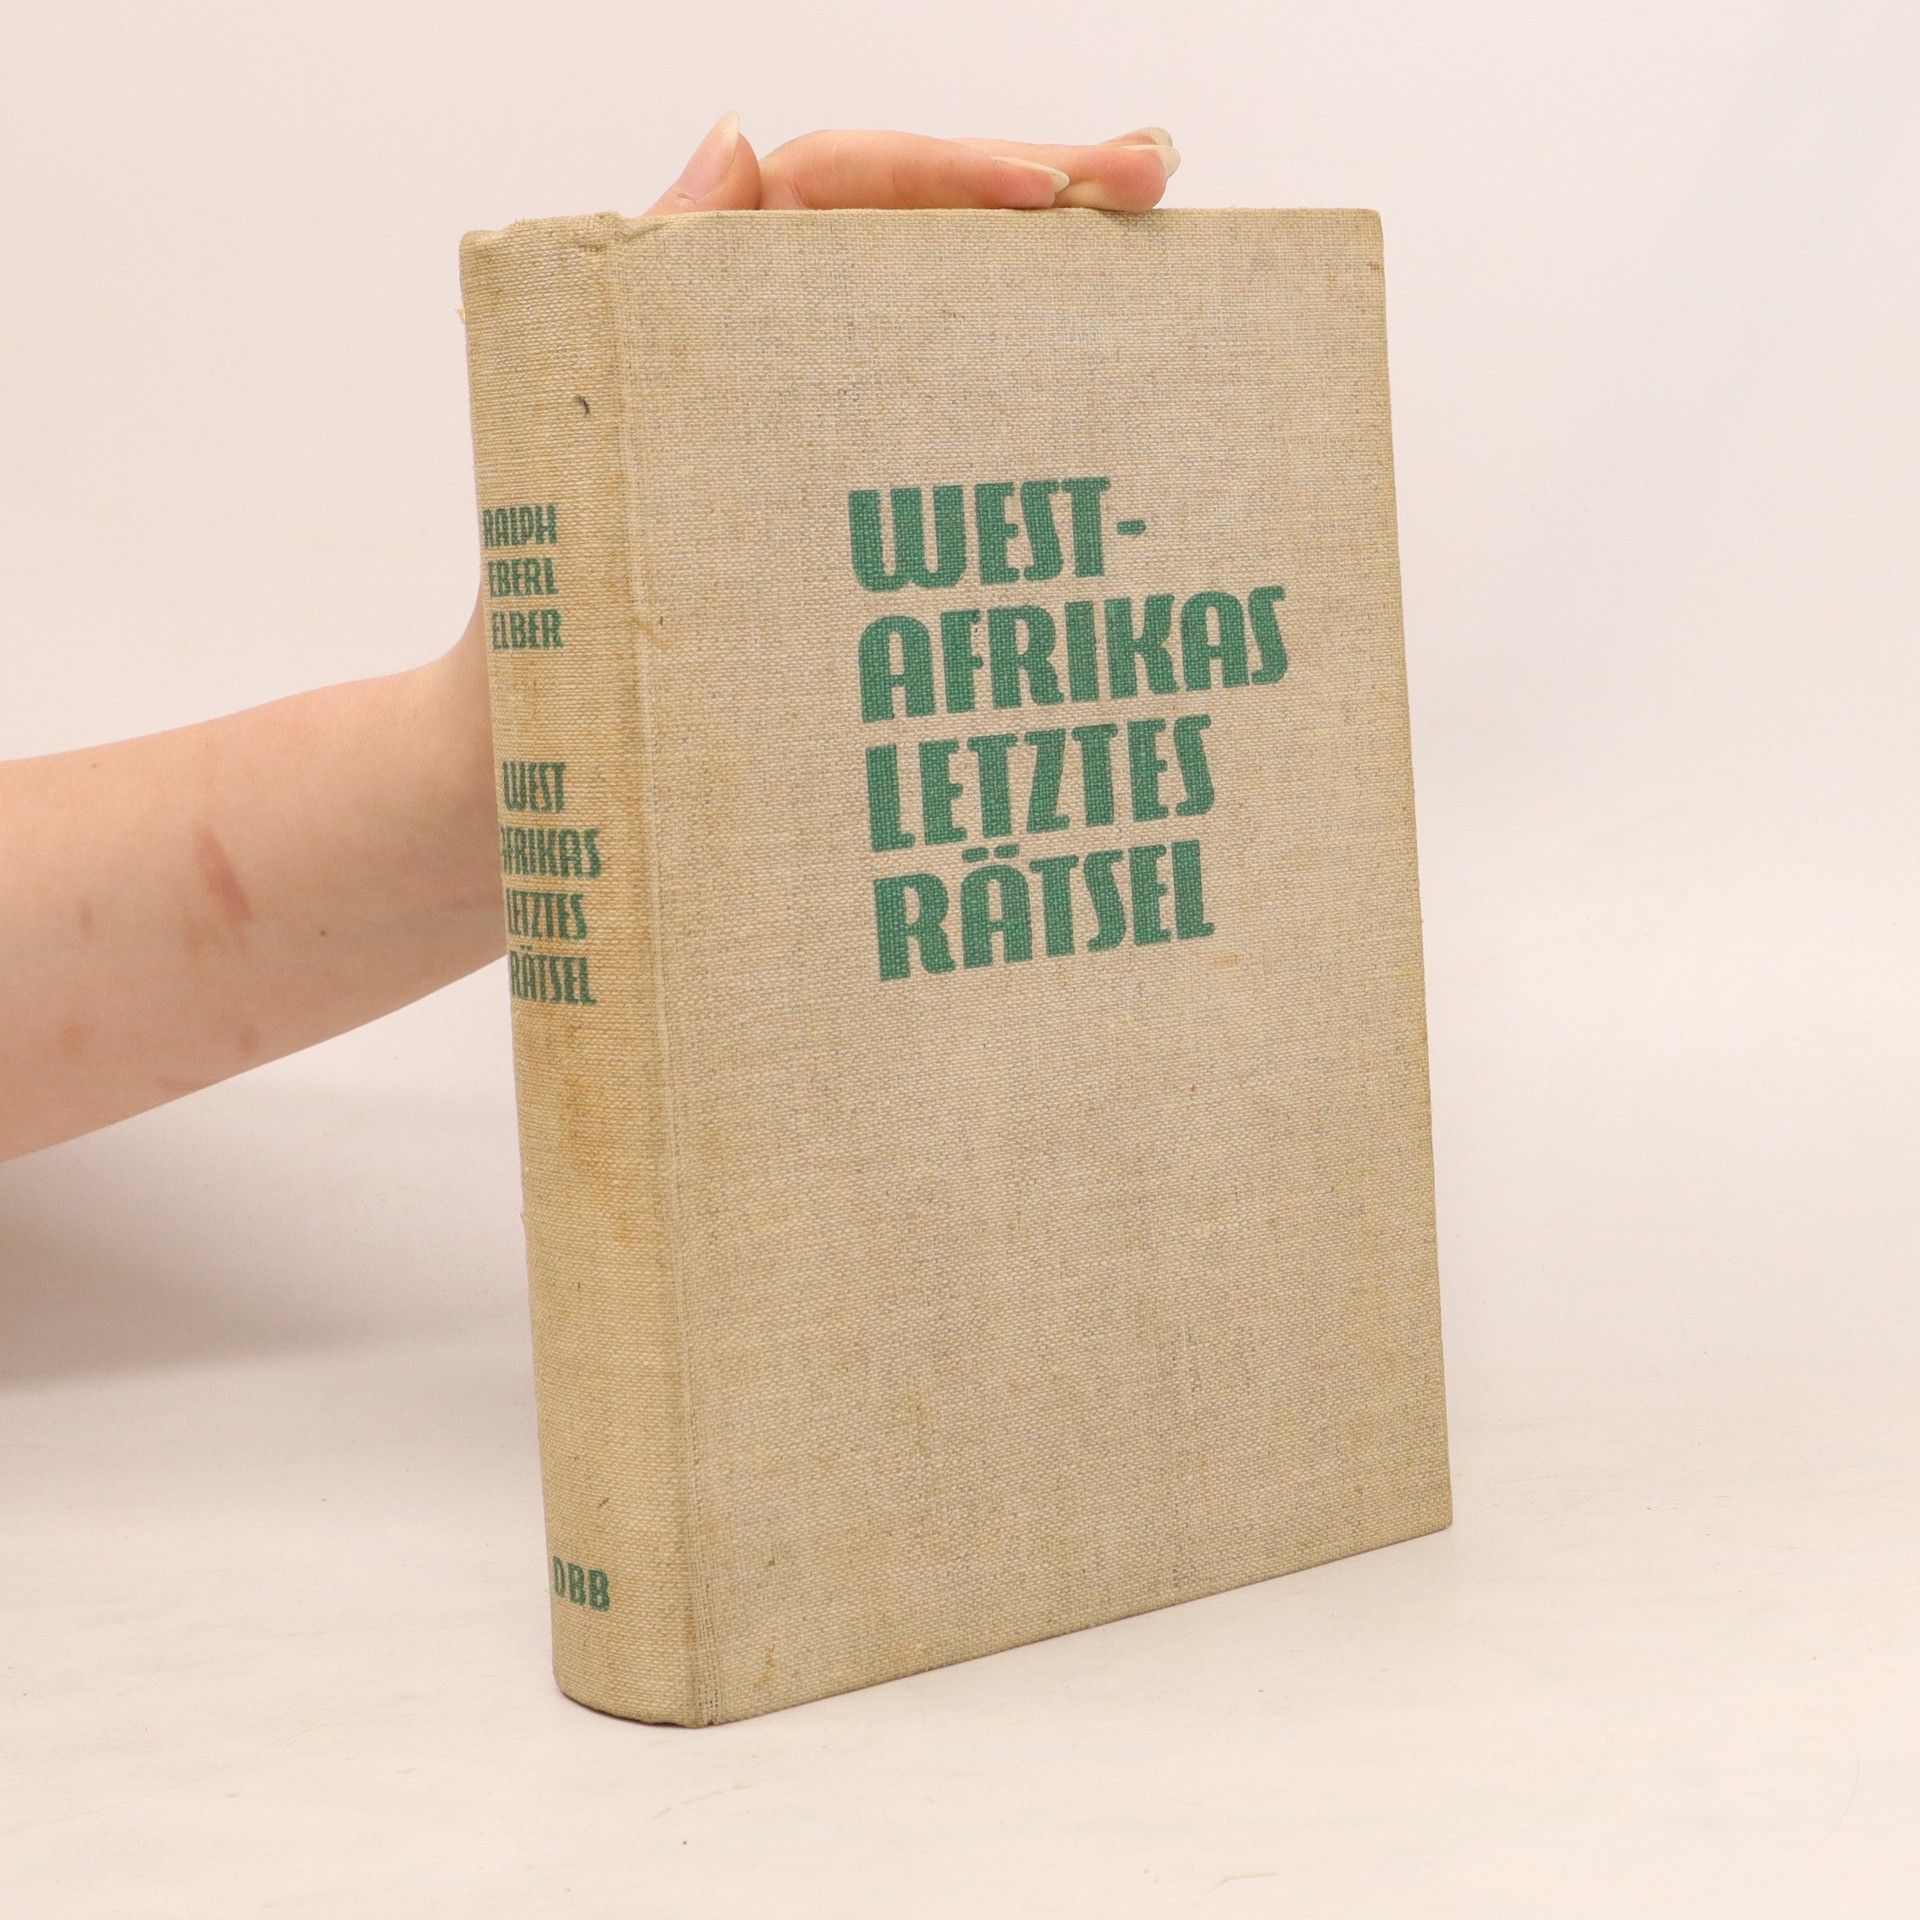 RALPH
EBERL
ELBER
WEST
AFRIKAS
LETZTES
RÄTSEL
DBB
WEST-
AFRIKAS
LETZTES
RÄTSEL